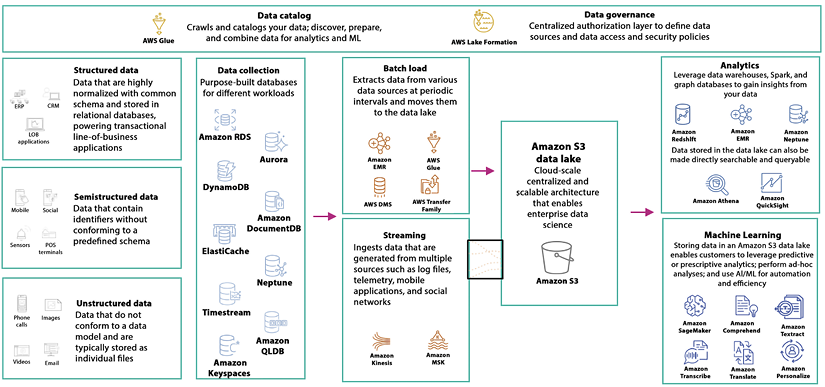 Data catalog
Crawls and catalogs your data; discover, prepare,
and combine data for analytics and ML
AWS Glue
Data governance
Centralized authorization layer to define data
sources and data access and security policies
AWS Lake Formation
Structured data
Data that are highly
normalized with common
schema and stored in
relational databases,
powering transactional
line-of-business
applications
ERP
CRM
LOB
applications
Semistructured data
Data that contain
identifiers without
conforming to a
predefined schema
Mobile
Social
Sensors
POS
terminals
Unstructured data
Data that do not
conform to a data
model and are
typically stored as
individual files
Phone
calls
Images
Videos
Email
Data collection
Purpose-built databases
for different workloads
Amazon RDS
Aurora
DynamoDB
Amazon
DocumentDB
ElastiCache
Neptune
Timestream
Amazon
QLDB
Amazon
Keyspaces
Batch load
Extracts data from various
data sources at periodic
intervals and moves them
to the data lake
Amazon
EMR
AWS
Glue
AWS DMS
AWS Transfer
Family
Streaming
Ingests data that are
generated from multiple
sources such as log files,
telemetry, mobile
applications, and social
networks
Amazon
Kinesis
Amazon
MSK
Amazon S3
data lake
Cloud-scale
centralized and
scalable architecture
that enables
enterprise data
science
Amazon S3
Analytics
Leverage data warehouses, Spark, and
graph databases to gain insights from
your data
Amazon
Redshift
Amazon
EMR
Amazon
Neptune
Data stored in the data lake can also be
made directly searchable and queryable
Amazon Athena
Amazon
QuickSight
Machine Learning
Storing data in an Amazon S3 data lake
enables customers to leverage predictive
or prescriptive analytics; perform ad-hoc
analyses; and use AI/ML for automation
and efficiency
Amazon
SageMaker
Amazon
Comprehend
Amazon
Textract
Amazon
Transcribe
Amazon
Translate
Amazon
Personalize